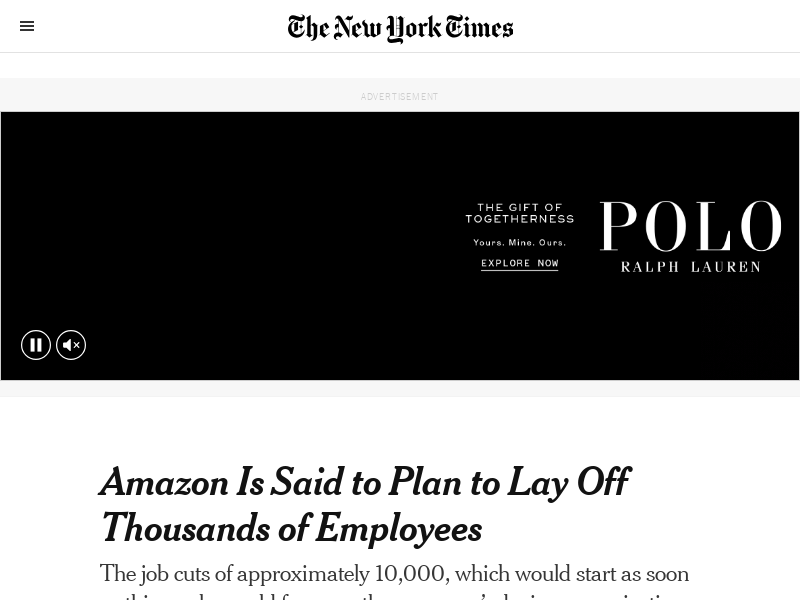 The New York Times
ADVERTISEMENT
THE GIFT OF
TOGETHERNESS
Yours. Mine. Ours.
EXPLORE NOW
POLO
RALPH LAUREN
Amazon Is Said to Plan to Lay Off
Thousands of Employees
The job cuts of approximately 10,000, which would start as soon